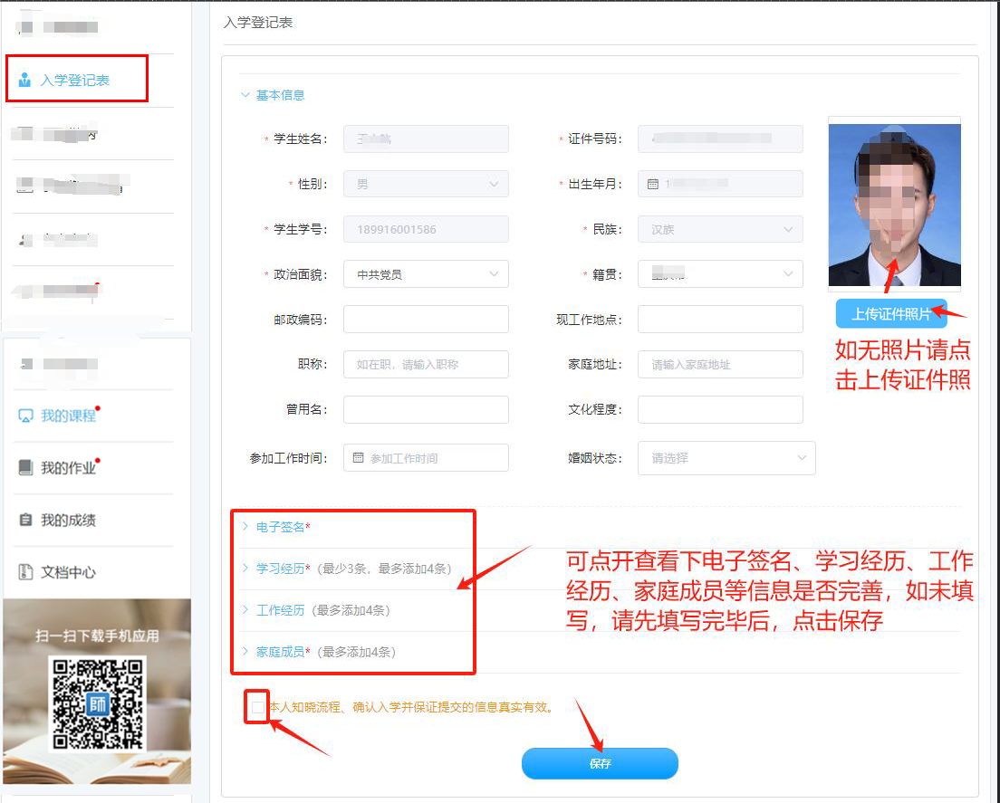 入学登记表
入学登记表
基本信息
* 学生姓名：
* 证件号码：
* 性别： 男
* 出生年月： 1
* 学生学号： 189916001586
* 民族： 汉族
* 政治面貌： 中共党员
* 籍贯：
邮政编码：
现工作地点：
职称： 如在职，请输入职称
家庭地址： 请输入家庭地址
曾用名：
文化程度：
参加工作时间： 参加工作时间
婚姻状态： 请选择
上传证件照片
如无照片请点
击上传证件照
电子签名*
学习经历*（最少3条，最多添加4条）
工作经历（最多添加4条）
家庭成员*（最多添加4条）
可点开查看下电子签名、学习经历、工作
经历、家庭成员等信息是否完善，如未填
写，请先填写完毕后，点击保存
本人知晓流程、确认入学并保证提交的信息真实有效。
保存
我的课程
我的作业
我的成绩
文档中心
扫一扫下载手机应用
师